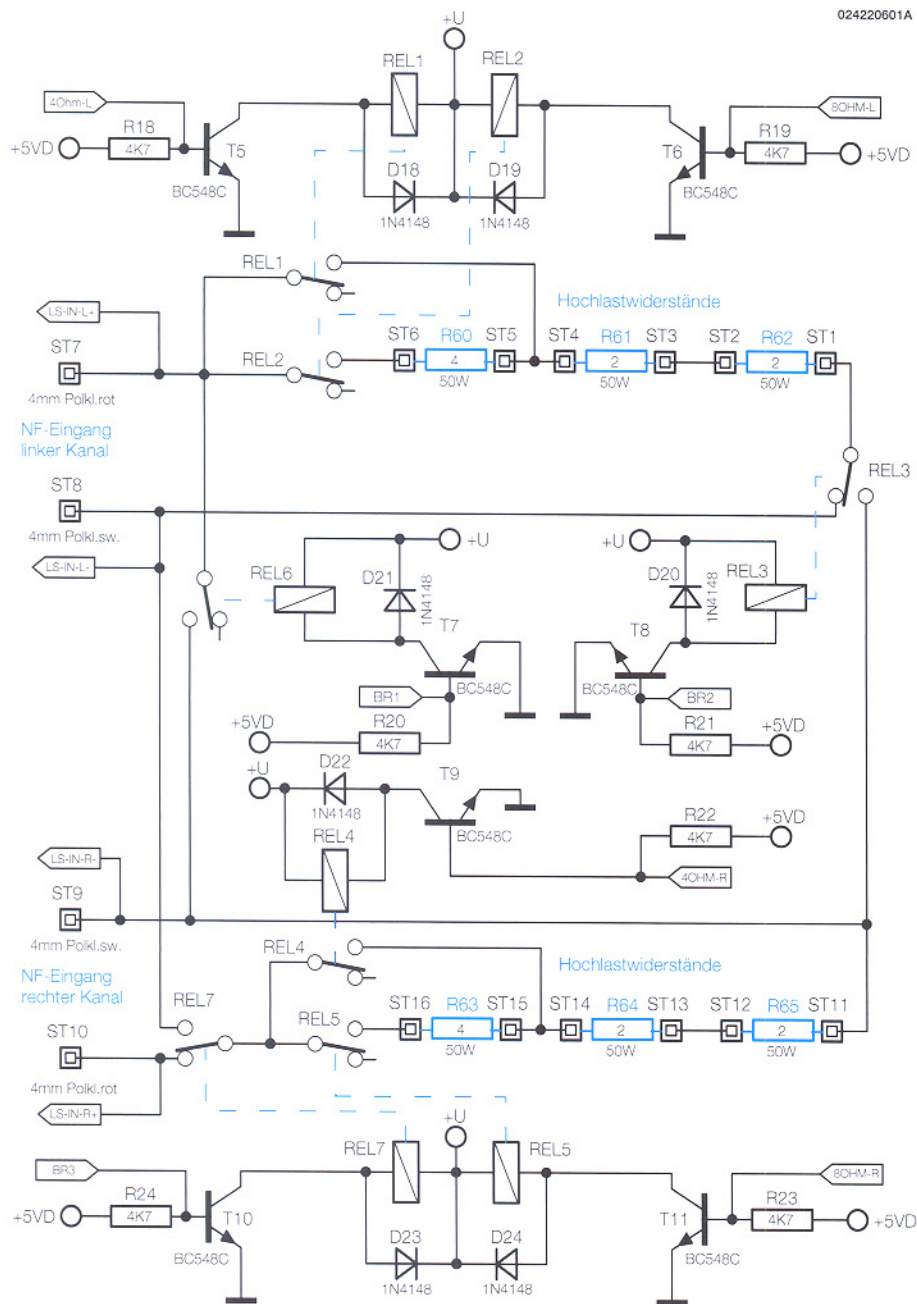 024220601A
+U
REL1
REL2
4Ohm-L
8OHM-L
R18
R19
+5VD
4K7
T5
T6
4K7
+5VD
BC548C
D18
D19
BC548C
1N4148
1N4148
REL1
LS-IN-L+
Hochlastwiderstände
ST7
REL2
ST6
R60
ST5
ST4
R61
ST3
ST2
R62
ST1
4
2
2
50W
50W
50W
4mm Polkl.rot
NF-Eingang
linker Kanal
REL3
ST8
4mm Polkl.sw.
+U
+U
LS-IN-L-
REL6
D21
1N4148
D20
1N4148
REL3
T7
T8
BC548C
BC548C
BR1
BR2
R20
R21
+5VD
4K7
4K7
+5VD
+U
D22
T9
1N4148
R22
+5VD
REL4
BC548C
4K7
LS-IN-R-
4OHM-R
ST9
4mm Polkl.sw.
REL4
NF-Eingang
rechter Kanal
Hochlastwiderstände
REL7
REL5
ST16
R63
ST15
ST14
R64
ST13
ST12
R65
ST11
ST10
4
2
2
50W
50W
50W
4mm Polkl.rot
LS-IN-R+
+U
REL7
REL5
BR3
8OHM-R
R24
R23
+5VD
4K7
T10
T11
4K7
+5VD
BC548C
D23
D24
BC548C
1N4148
1N4148